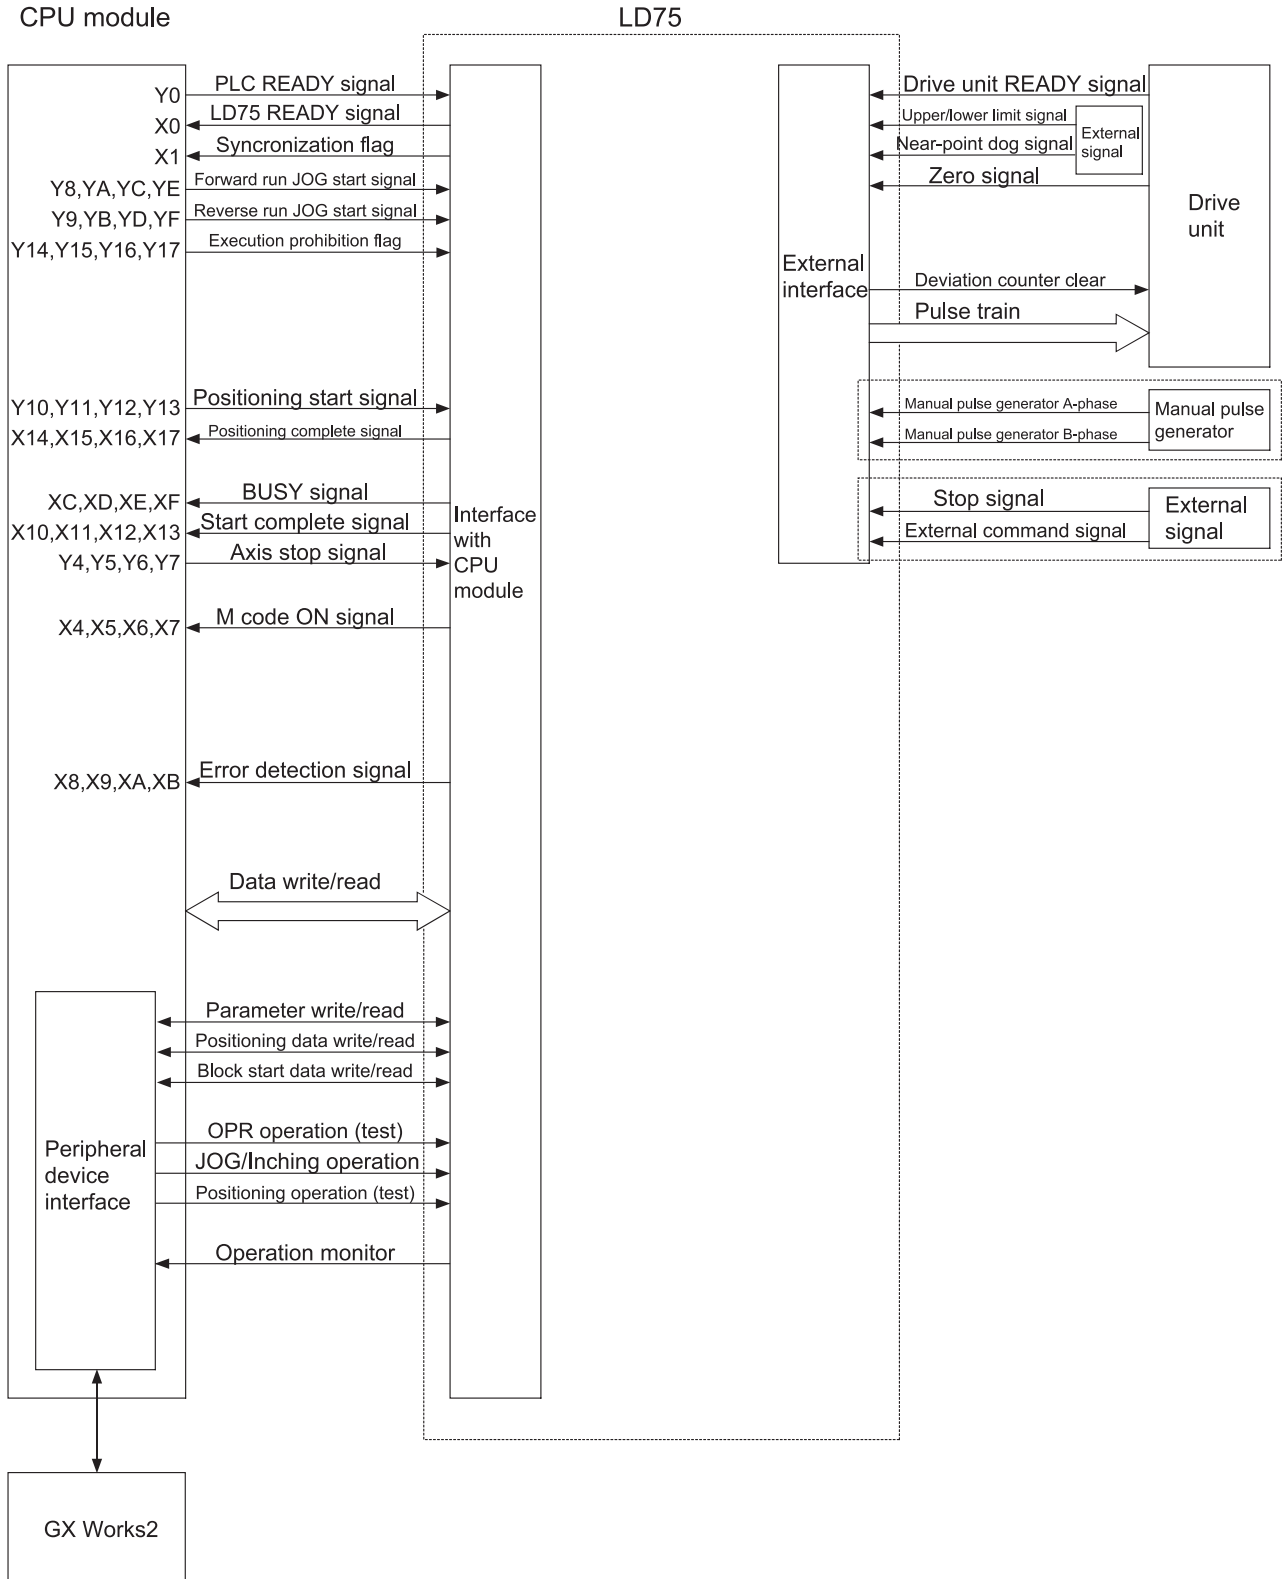 CPU module
LD75
Y0
PLC READY signal
X0
LD75 READY signal
X1
Syncronization flag
Y8,YA,YC,YE
Forward run JOG start signal
Y9,YB,YD,YF
Reverse run JOG start signal
Y14,Y15,Y16,Y17
Execution prohibition flag
Y10,Y11,Y12,Y13
Positioning start signal
X14,X15,X16,X17
Positioning complete signal
XC,XD,XE,XF
BUSY signal
X10,X11,X12,X13
Start complete signal
Y4,Y5,Y6,Y7
Axis stop signal
X4,X5,X6,X7
M code ON signal
X8,X9,XA,XB
Error detection signal
Data write/read
Interface
with
CPU
module
Parameter write/read
Positioning data write/read
Block start data write/read
OPR operation (test)
JOG/Inching operation
Positioning operation (test)
Operation monitor
Peripheral
device
interface
GX Works2
External
interface
Drive unit READY signal
Upper/lower limit signal
Near-point dog signal
External
signal
Zero signal
Drive
unit
Deviation counter clear
Pulse train
Manual pulse generator A-phase
Manual pulse generator B-phase
Manual pulse
generator
Stop signal
External command signal
External
signal